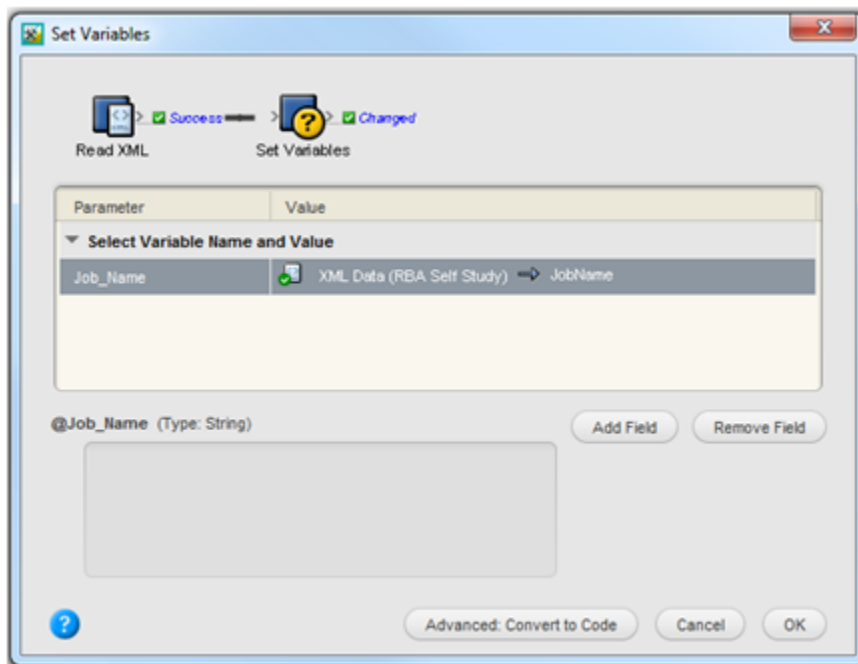 Set Variables
Success
Changed
Read XML
Set Variables
Parameter Value
Select Variable Name and Value
Job_Name XML Data (RBA Self Study) JobName
@Job_Name (Type: String)
Add Field Remove Field
?
Advanced: Convert to Code Cancel OK